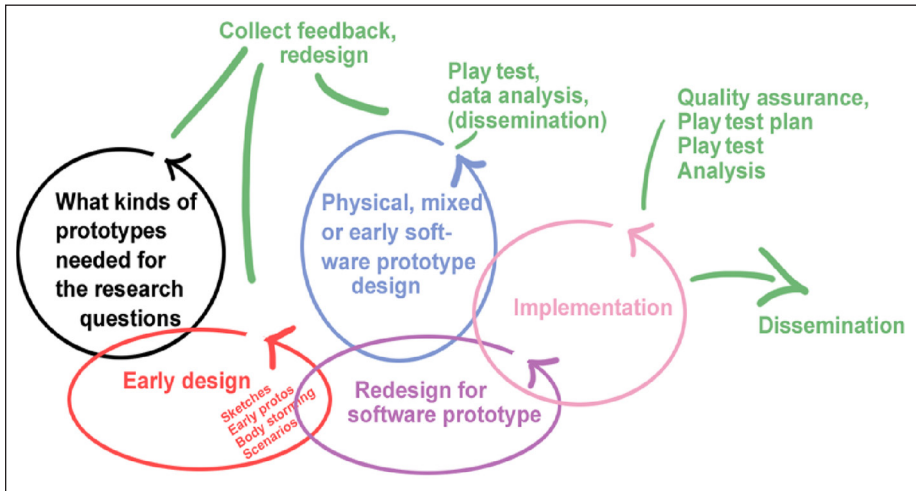 Collect feedback,
redesign
Play test,
data analysis,
(dissemination)
Quality assurance,
Play test plan
Play test
Analysis
What kinds of
prototypes
needed for
the research
questions
Physical, mixed
or early soft-
ware prototype
design
Implementation
Dissemination
Early design
Sketches
Early protos
Body storming
Scenarios
Redesign for
software prototype